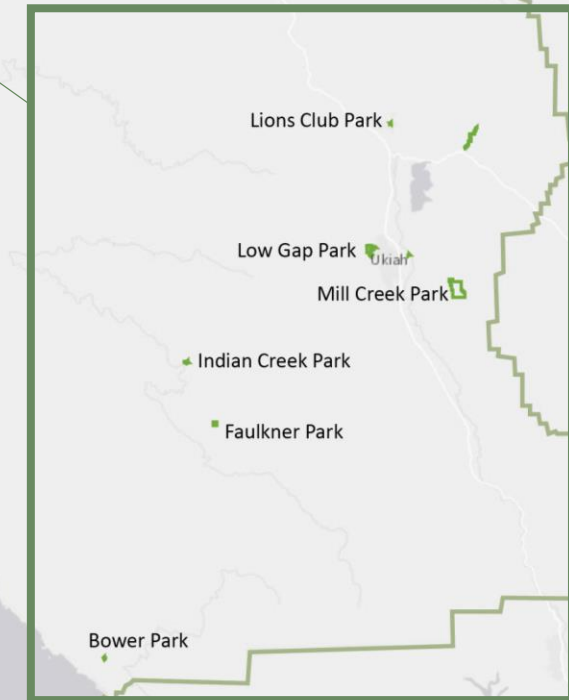 Lions Club Park
Low Gap Park
Ukiah
Mill Creek Park
Indian Creek Park
Faulkner Park
Bower Park